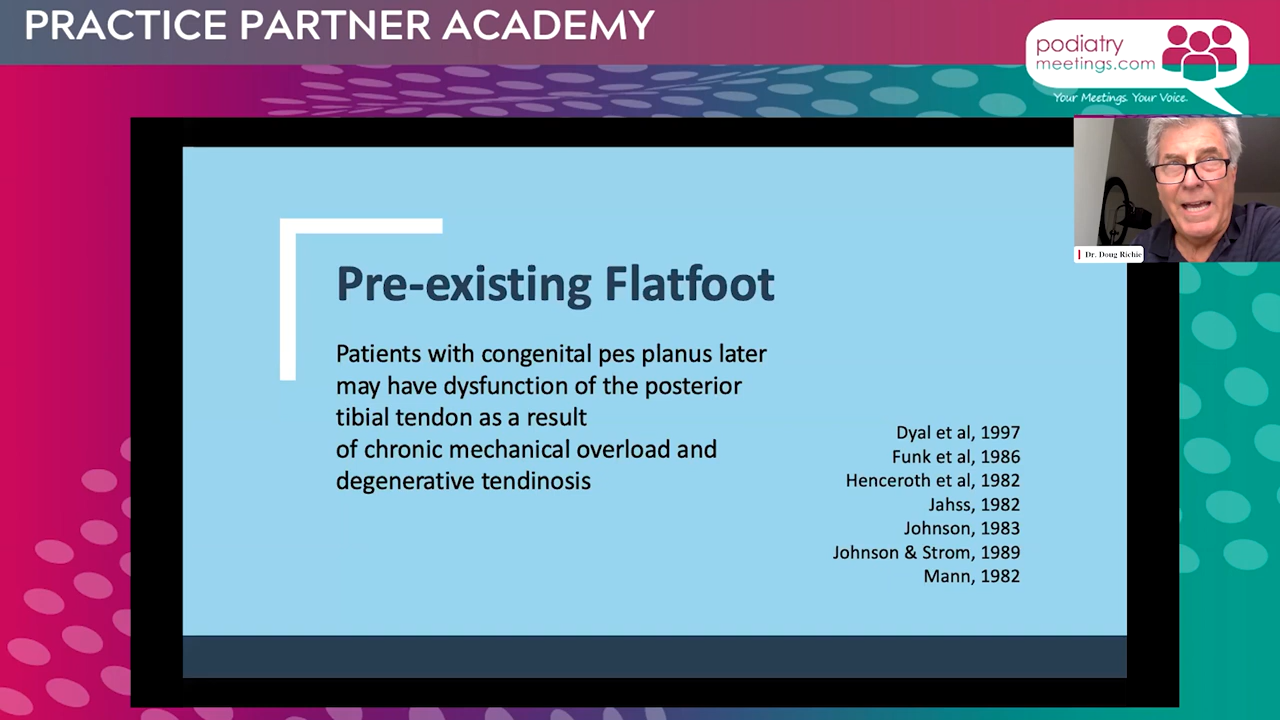 PRACTICE PARTNER ACADEMY
podiatry
meetings.com
Your Meetings. Your Voice.
Dr. Doug Richie
Pre-existing Flatfoot
Patients with congenital pes planus later
may have dysfunction of the posterior
tibial tendon as a result
of chronic mechanical overload and
degenerative tendinosis
Dyal et al, 1997
Funk et al, 1986
Henceroth et al, 1982
Jahss, 1982
Johnson, 1983
Johnson & Strom, 1989
Mann, 1982